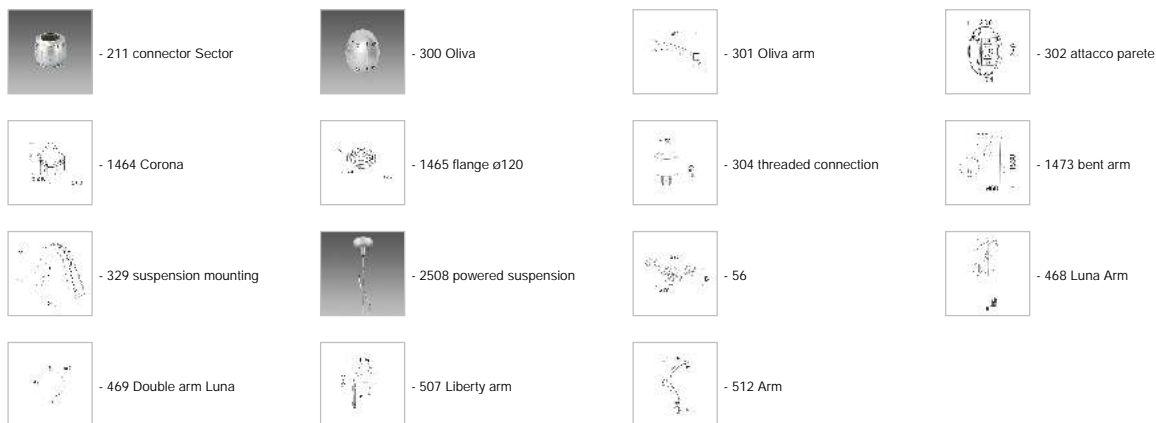 - 211 connector Sector
- 300 Oliva
- 301 Oliva arm
- 302 attacco parete
- 1464 Corona
- 1465 flange ø120
- 304 threaded connection
- 1473 bent arm
- 329 suspension mounting
- 2508 powered suspension
- 56
- 468 Luna Arm
- 469 Double arm Luna
- 507 Liberty arm
- 512 Arm